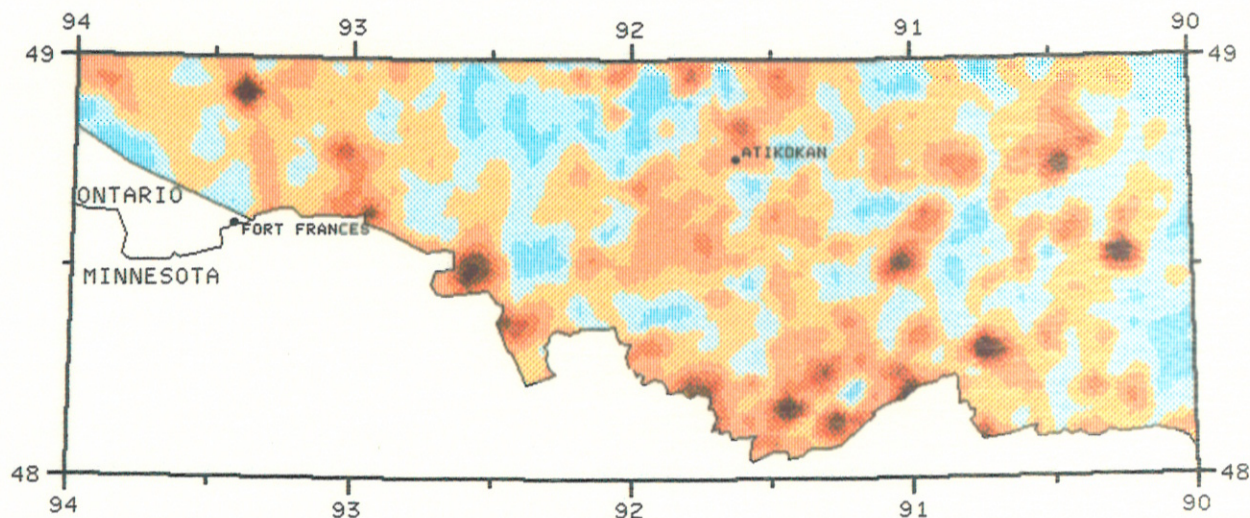 94 93 92 91 90
49 49
ATIKOKAN
ONTARIO
FORT FRANCES
MINNESOTA
48 48
94 93 92 91 90